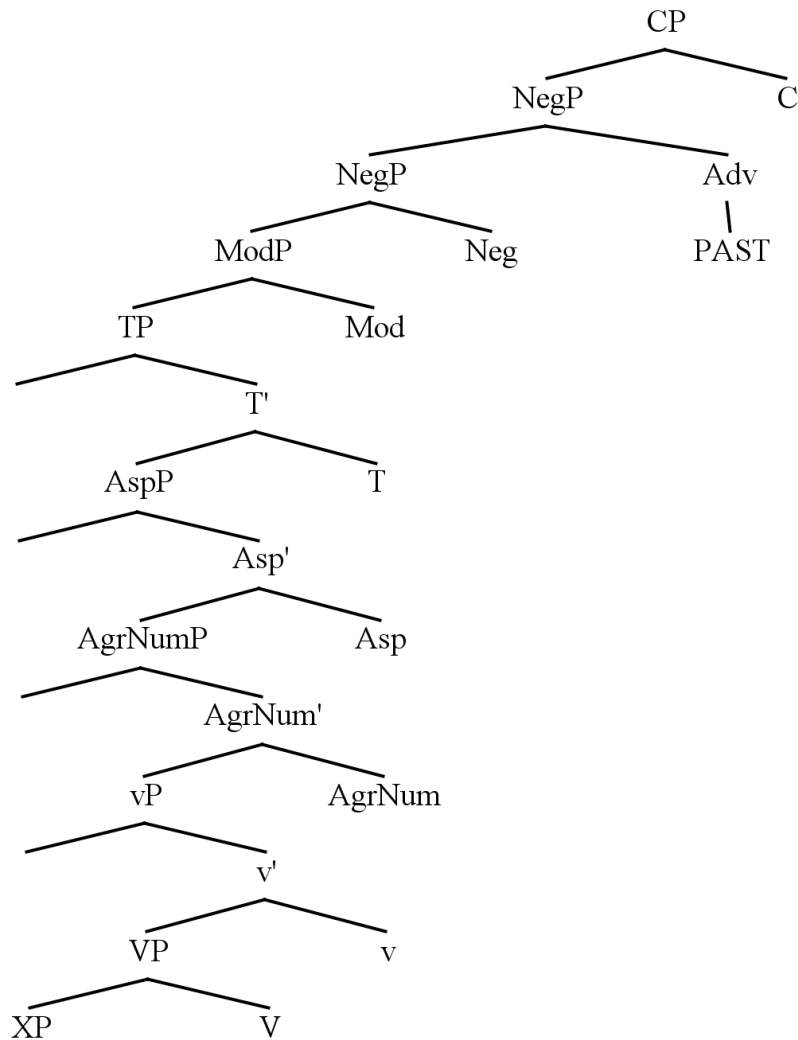 CP
NegP C
NegP Adv
ModP Neg PAST
TP Mod
T'
AspP T
Asp'
AgrNumP Asp
AgrNum'
vP AgrNum
v'
VP v
XP V